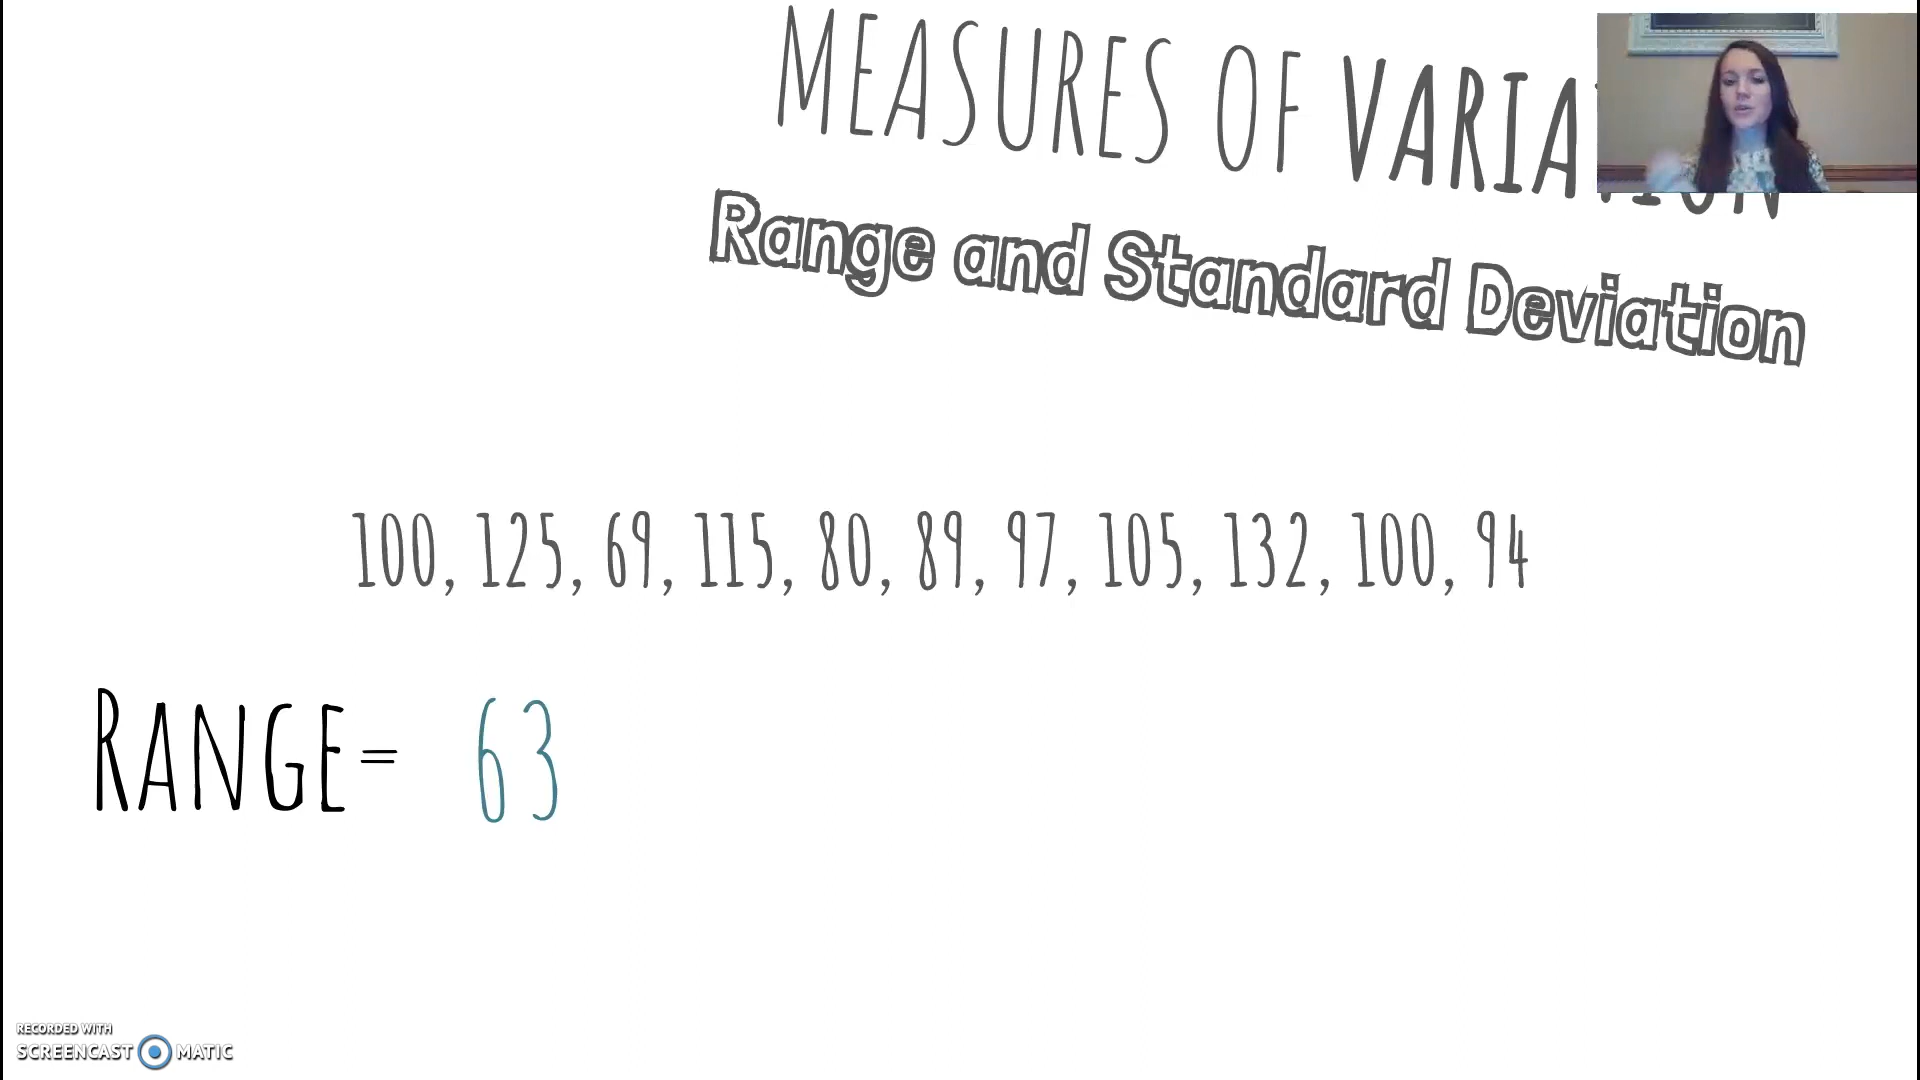 MEASURES OF VARIATION
Range and Standard Deviation
100, 125, 69, 115, 80, 89, 97, 105, 132, 100, 94
RANGE= 63
RECORDED WITH
SCREENCAST MATIC